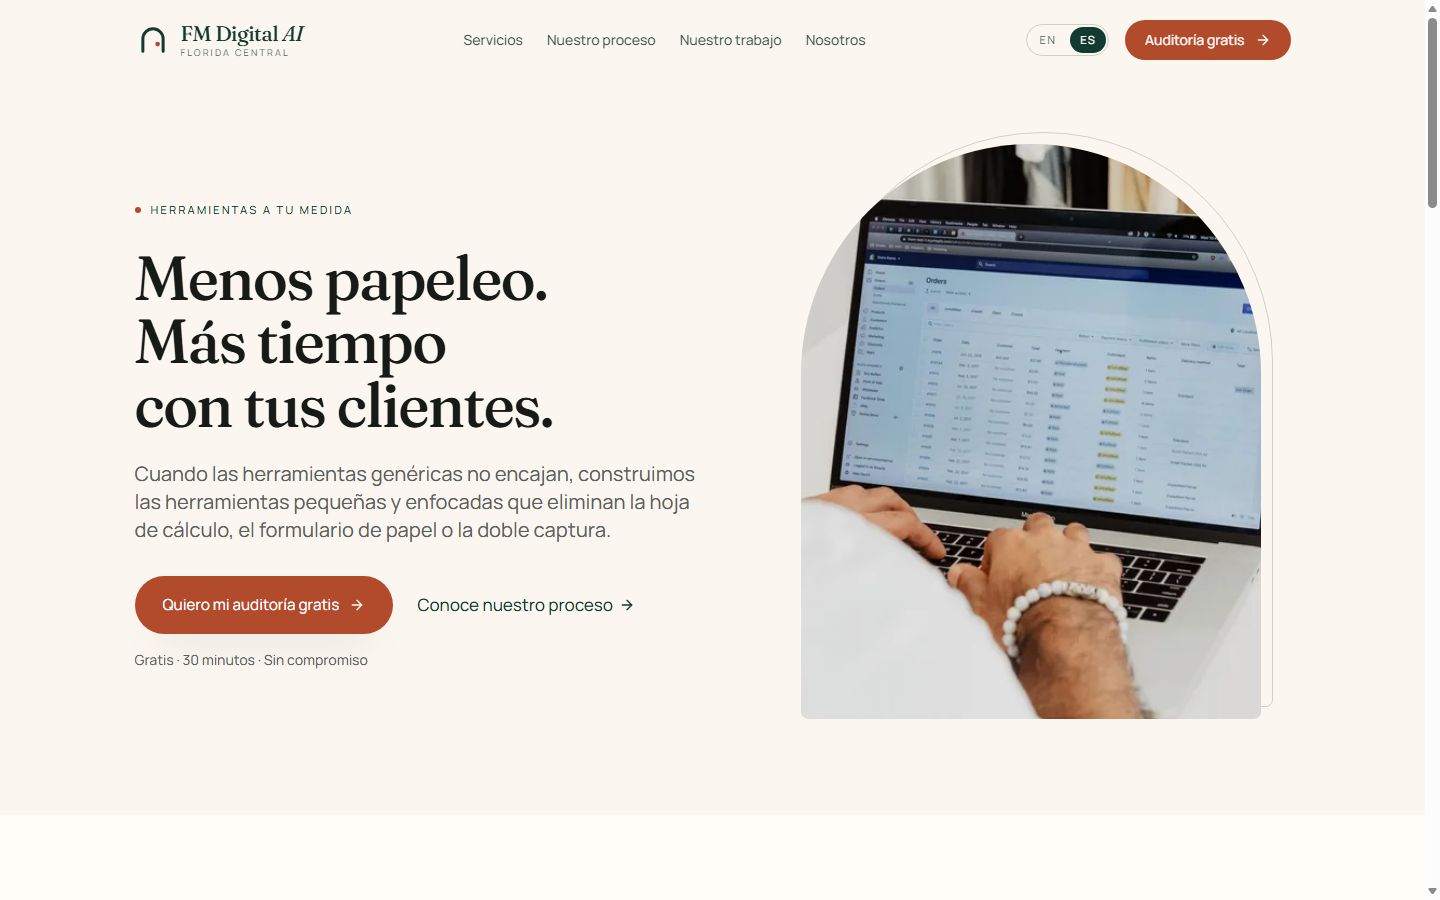 FM Digital AI
FLORIDA CENTRAL
Servicios
Nuestro proceso
Nuestro trabajo
Nosotros
EN
ES
Auditoría gratis
HERRAMIENTAS A TU MEDIDA
Menos papeleo.
Más tiempo
con tus clientes.
Cuando las herramientas genéricas no encajan, construimos
las herramientas pequeñas y enfocadas que eliminan la hoja
de cálculo, el formulario de papel o la doble captura.
Quiero mi auditoría gratis
Conoce nuestro proceso
Gratis · 30 minutos · Sin compromiso
Orders